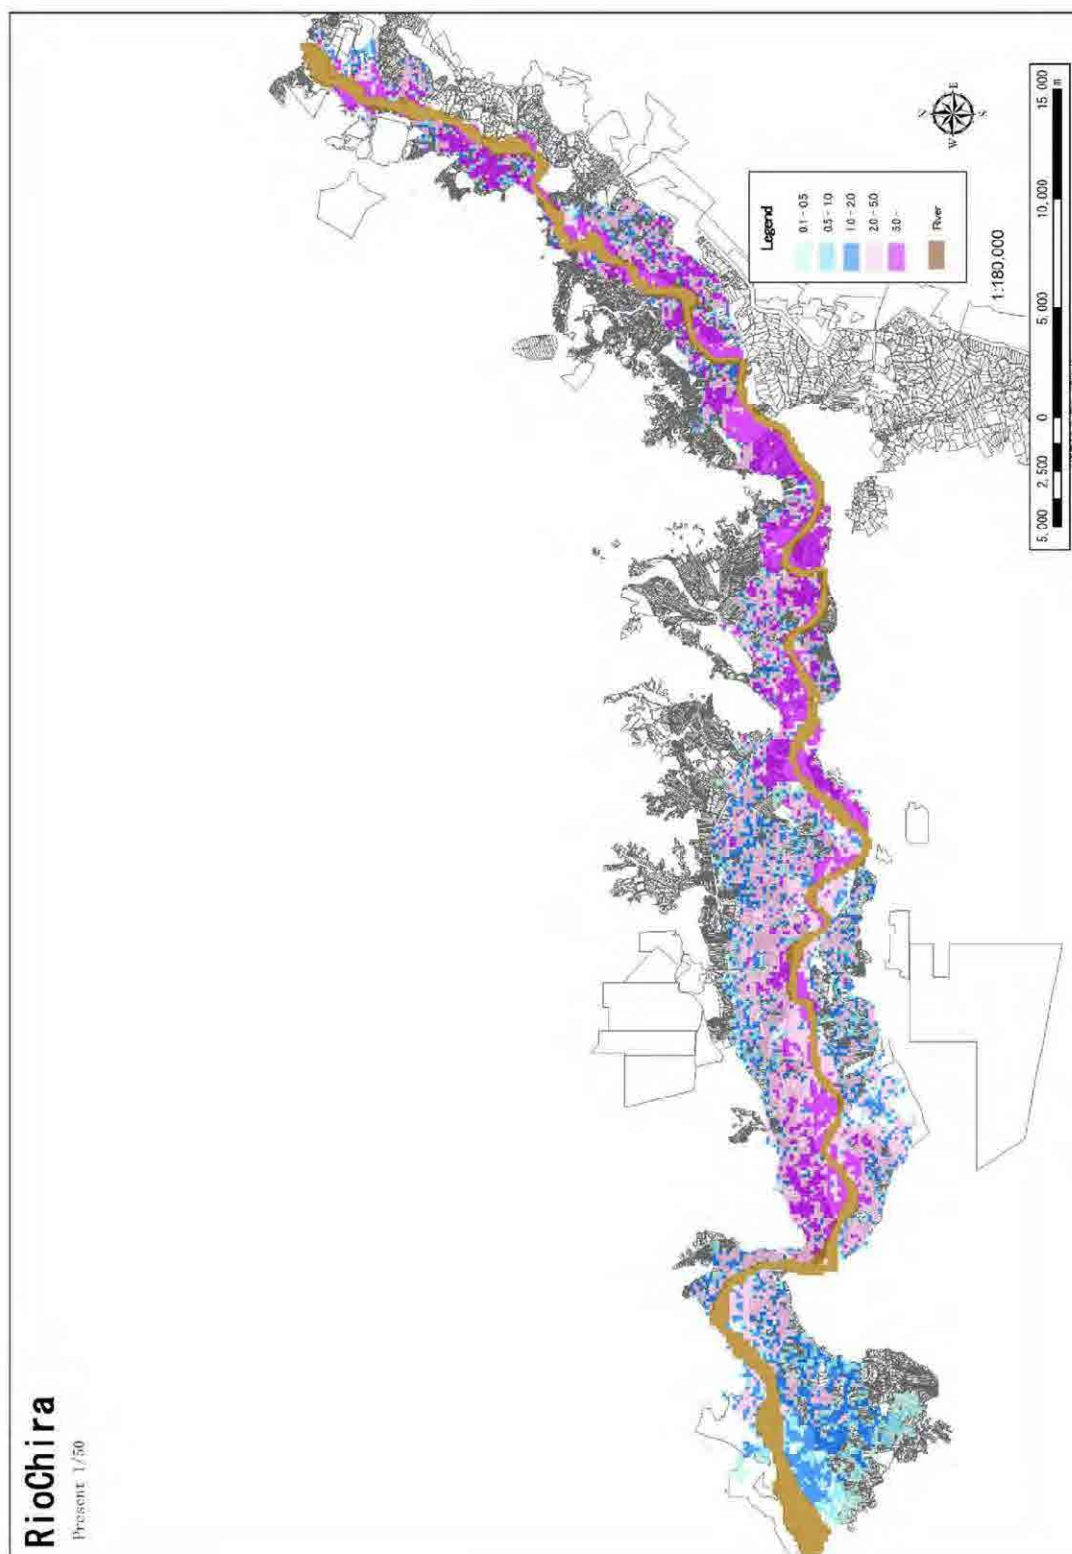 RioChira
Present 1/50
N
E
W
S
Legend
0.1 - 0.5
0.5 - 1.0
1.0 - 2.0
2.0 - 5.0
5.0 -
River
1:180,000
5,000 2,500 0 5,000 10,000 15,000 m